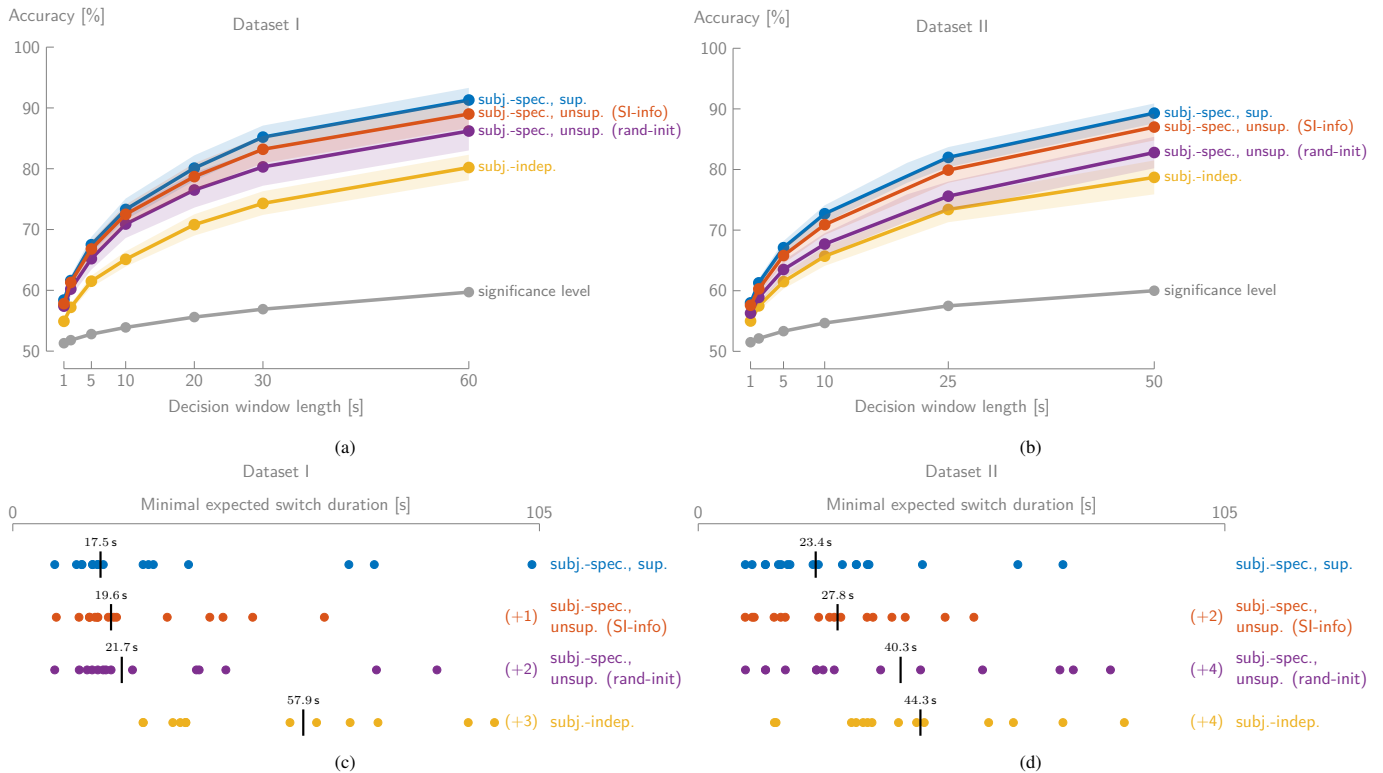 Accuracy [%]
Dataset I
100
90
80
70
60
50
subj.-spec., sup.
subj.-spec., unsup. (SI-info)
subj.-spec., unsup. (rand-init)
subj.-indep.
significance level
1 5 10 20 30 60
Decision window length [s]
(a)
Accuracy [%]
Dataset II
100
90
80
70
60
50
subj.-spec., sup.
subj.-spec., unsup. (SI-info)
subj.-spec., unsup. (rand-init)
subj.-indep.
significance level
1 5 10 25 50
Decision window length [s]
(b)
Dataset I
0 Minimal expected switch duration [s] 105
17.5 s
subj.-spec., sup.
19.6 s
(+1) subj.-spec.,
unsup. (SI-info)
21.7 s
(+2) subj.-spec.,
unsup. (rand-init)
57.9 s
(+3) subj.-indep.
(c)
Dataset II
0 Minimal expected switch duration [s] 105
23.4 s
subj.-spec., sup.
27.8 s
(+2) subj.-spec.,
unsup. (SI-info)
40.3 s
(+4) subj.-spec.,
unsup. (rand-init)
44.3 s
(+4) subj.-indep.
(d)